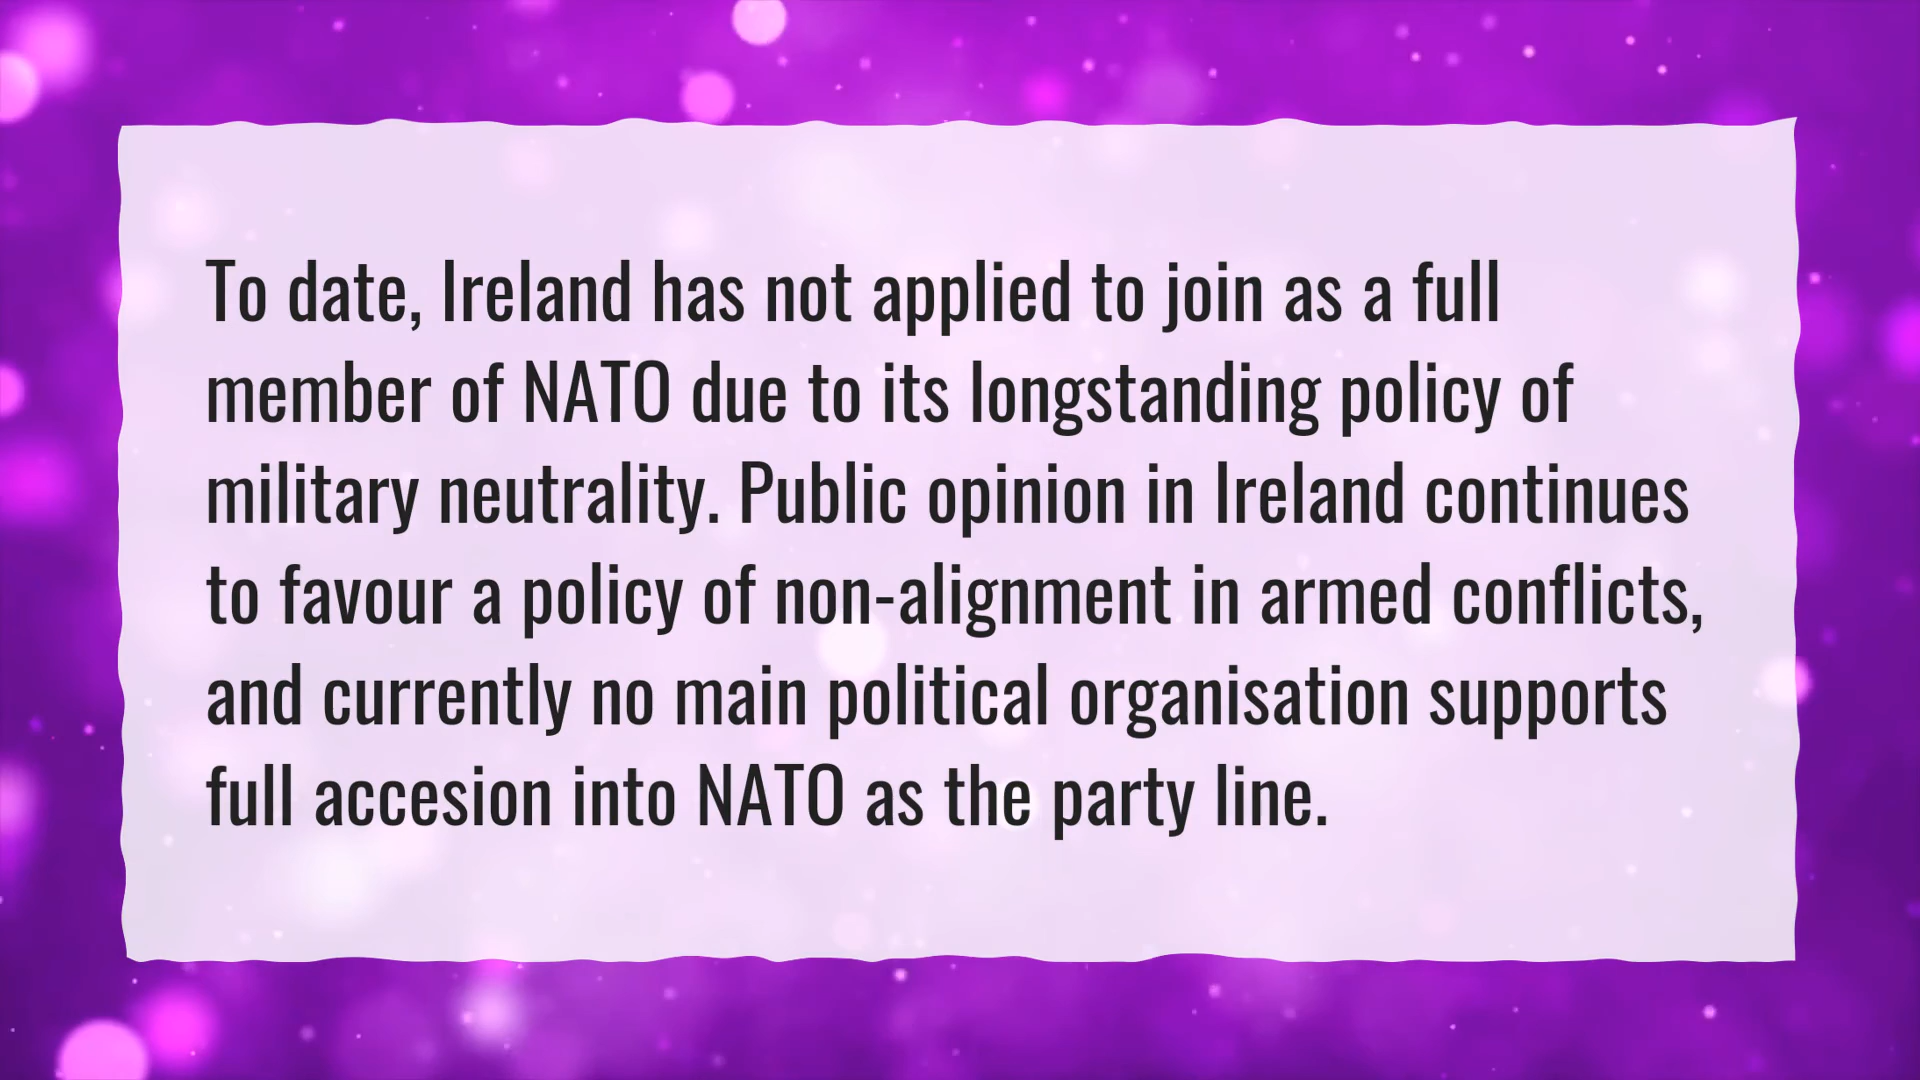 To date, Ireland has not applied to join as a full
member of NATO due to its longstanding policy of
military neutrality. Public opinion in Ireland continues
to favour a policy of non-alignment in armed conflicts,
and currently no main political organisation supports
full accesion into NATO as the party line.